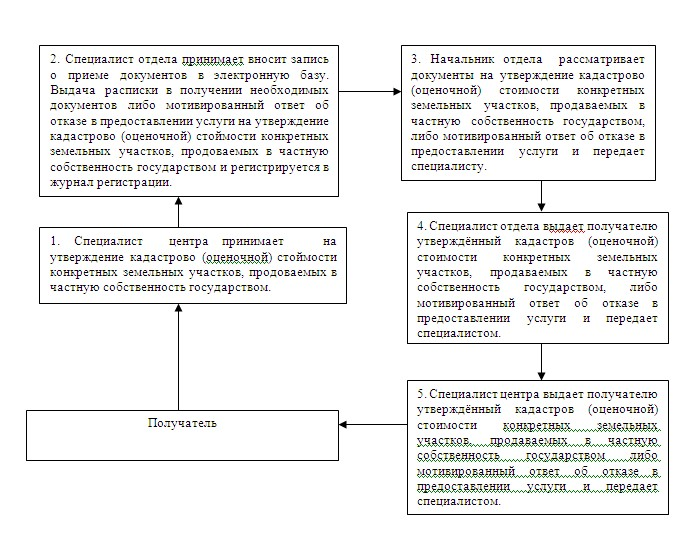 2. Специалист отдела принимает вносит запись
о приеме документов в электронную базу.
Выдача расписки в получении необходимых
документов либо мотивированный ответ об
отказе в предоставлении услуги на утверждение
кадастрово (оценочной) стоймости конкретных
земельных участков, продоваемых в частную
собственность государством и регистрируется в
журнал регистрации.
3. Начальник отдела рассматривает
документы на утверждение кадастрово
(оценочной) стоимости конкретных
земельных участков, продаваемых в
частную собственность государством,
либо мотивированный ответ об отказе в
предоставлении услуги и передает
специалисту.
1. Специалист центра принимает на
утверждение кадастрово (оценочной) стоймости
конкретных земельных участков, продоваемых в
частную собственность государством.
4. Специалист отдела выдает получателю
утверждённый кадастров (оценочной)
стоимости конкретных земельных
участков, продаваемых в частную
собственность государством, либо
мотивированный ответ об отказе в
предоставлении услуги и передает
специалистом.
5. Специалист центра выдает получателю
утверждённый кадастров (оценочной)
стоимости конкретных земельных
участков, продаваемых в частную
собственность государством либо
мотивированный ответ об отказе в
предоставлении услуги и передает
специалистом.
Получатель